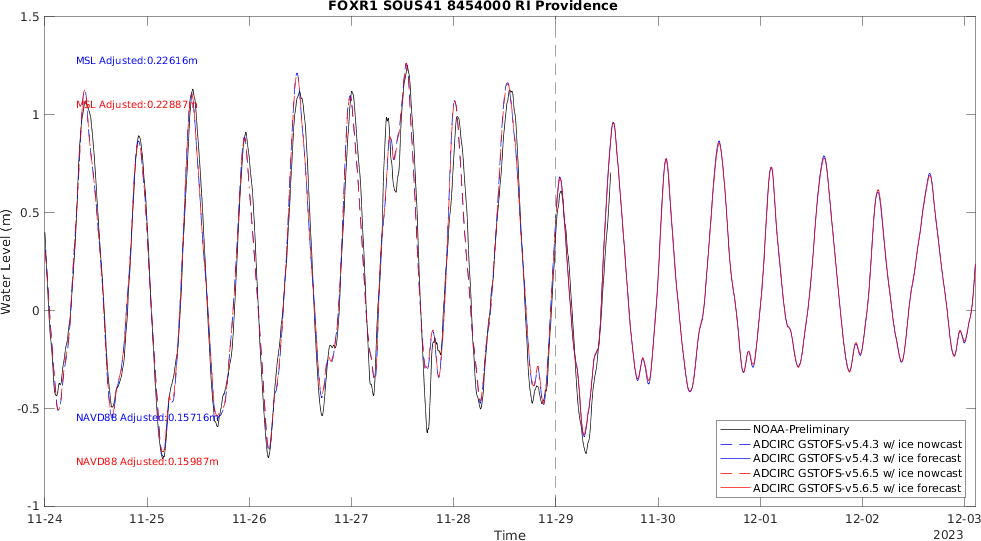 FOXR1 SOUS41 8454000 RI Providence
1.5
MSL Adjusted:0.22616m
MSL Adjusted:0.22887m
1
0.5
Water Level (m)
0
-0.5
NAVD88 Adjusted:0.15716m
NAVD88 Adjusted:0.15987m
NOAA-Preliminary
ADCIRC GSTOFS-v5.4.3 w/ ice nowcast
ADCIRC GSTOFS-v5.4.3 w/ ice forecast
ADCIRC GSTOFS-v5.6.5 w/ ice nowcast
ADCIRC GSTOFS-v5.6.5 w/ ice forecast
-1
11-24 11-25 11-26 11-27 11-28 11-29 11-30 12-01 12-02 12-03
Time
2023